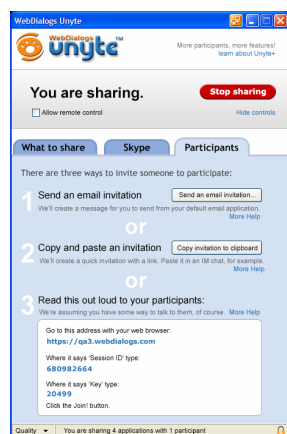 WebDialogs Unyte
WebDialogs
unyte™
More participants, more features!
learn about Unyte+
You are sharing.
Stop sharing
Allow remote control
Hide controls
What to share
Skype
Participants
There are three ways to invite someone to participate:
1
Send an email invitation
Send an email invitation...
We'll create a message for you to send from your default email application.
More Help
or
2
Copy and paste an invitation
Copy invitation to clipboard
We'll create a quick invitation with a link. Paste it in an IM chat, for example.
More Help
or
3
Read this out loud to your participants:
We're assuming you have some way to talk to them, of course. More Help
Go to this address with your web browser:
https://qa3.webdialogs.com
Where it says 'Session ID' type:
680982664
Where it says 'Key' type:
20499
Click the Join! button.
Quality
You are sharing 4 applications with 1 participant